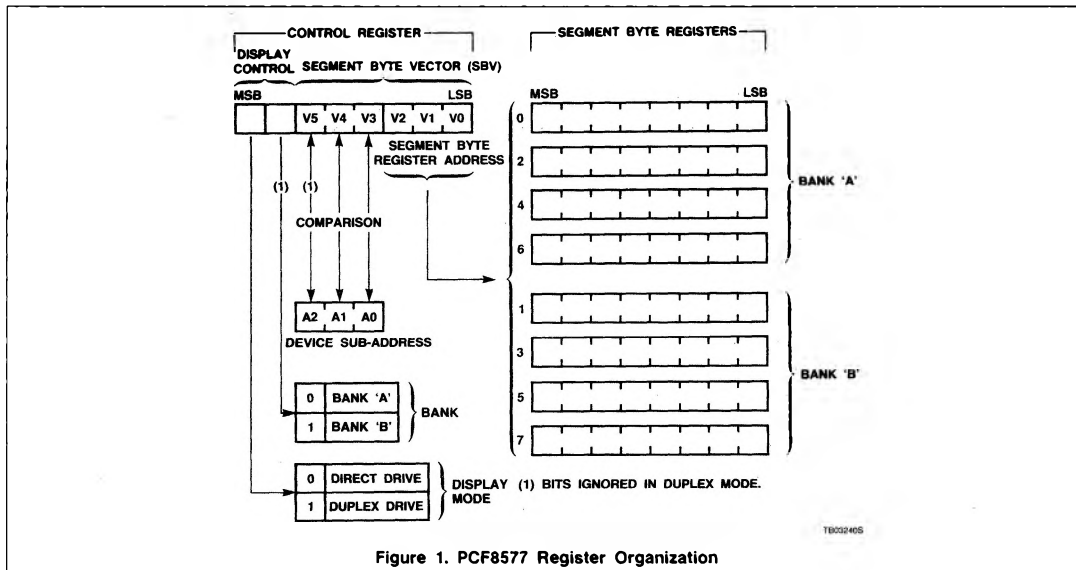 CONTROL REGISTER
DISPLAY CONTROL
SEGMENT BYTE VECTOR (SBV)
MSB LSB
V5 V4 V3 V2 V1 V0
SEGMENT BYTE
REGISTER ADDRESS
(1) (1)
COMPARISON
A2 A1 A0
DEVICE SUB-ADDRESS
0 BANK 'A'
1 BANK 'B'
BANK
0 DIRECT DRIVE
1 DUPLEX DRIVE
DISPLAY
MODE
(1) BITS IGNORED IN DUPLEX MODE.
SEGMENT BYTE REGISTERS
MSB LSB
0
2
4
6
BANK 'A'
1
3
5
7
BANK 'B'
TB03240S
Figure 1. PCF8577 Register Organization